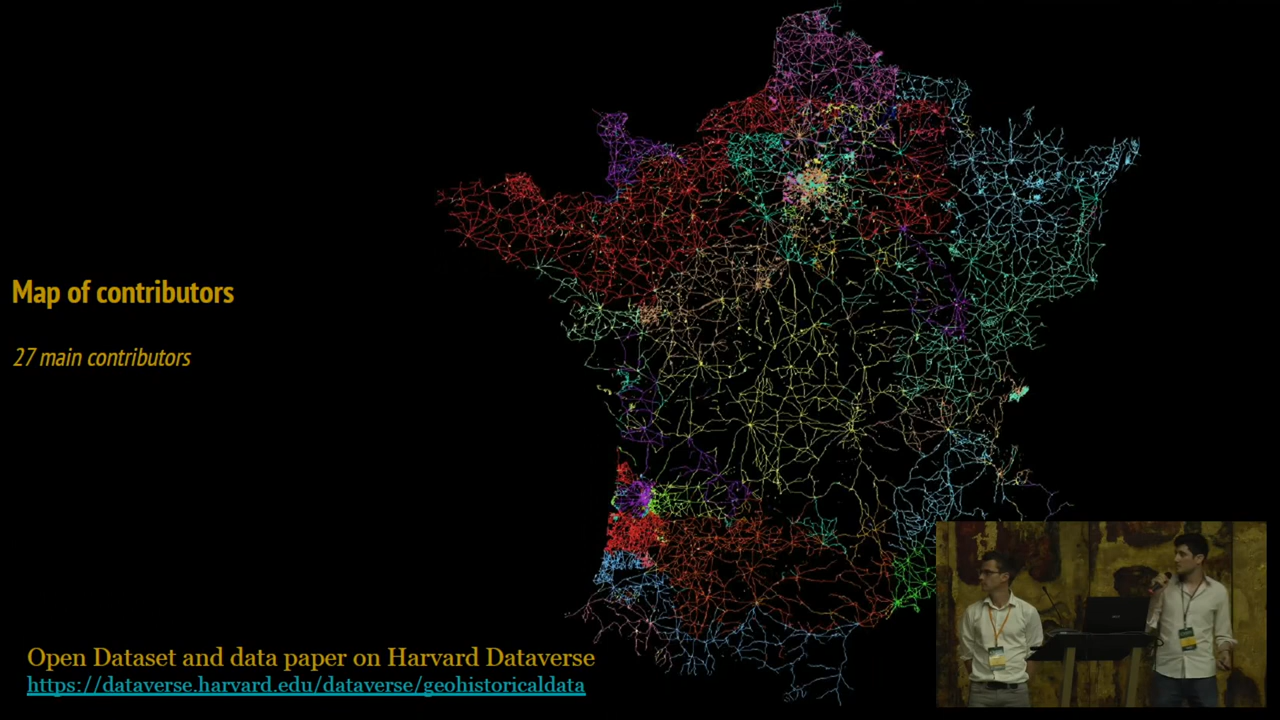 Map of contributors
27 main contributors
Open Dataset and data paper on Harvard Dataverse
https://dataverse.harvard.edu/dataverse/geohistoricaldata